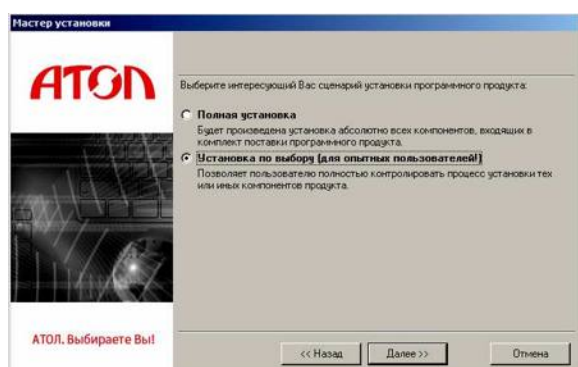 Мастер установки
АТОЛ
Выберите интересующий Вас сценарий установки программного продукта:
Полная установка
Будет произведена установка абсолютно всех компонентов, входящих в
комплект поставки программного продукта.
Установка по выбору (для опытных пользователей!)
Позволяет пользователю полностью контролировать процесс установки тех
или иных компонентов продукта.
АТОЛ. Выбираете Вы!
<< Назад
Далее >>
Отмена